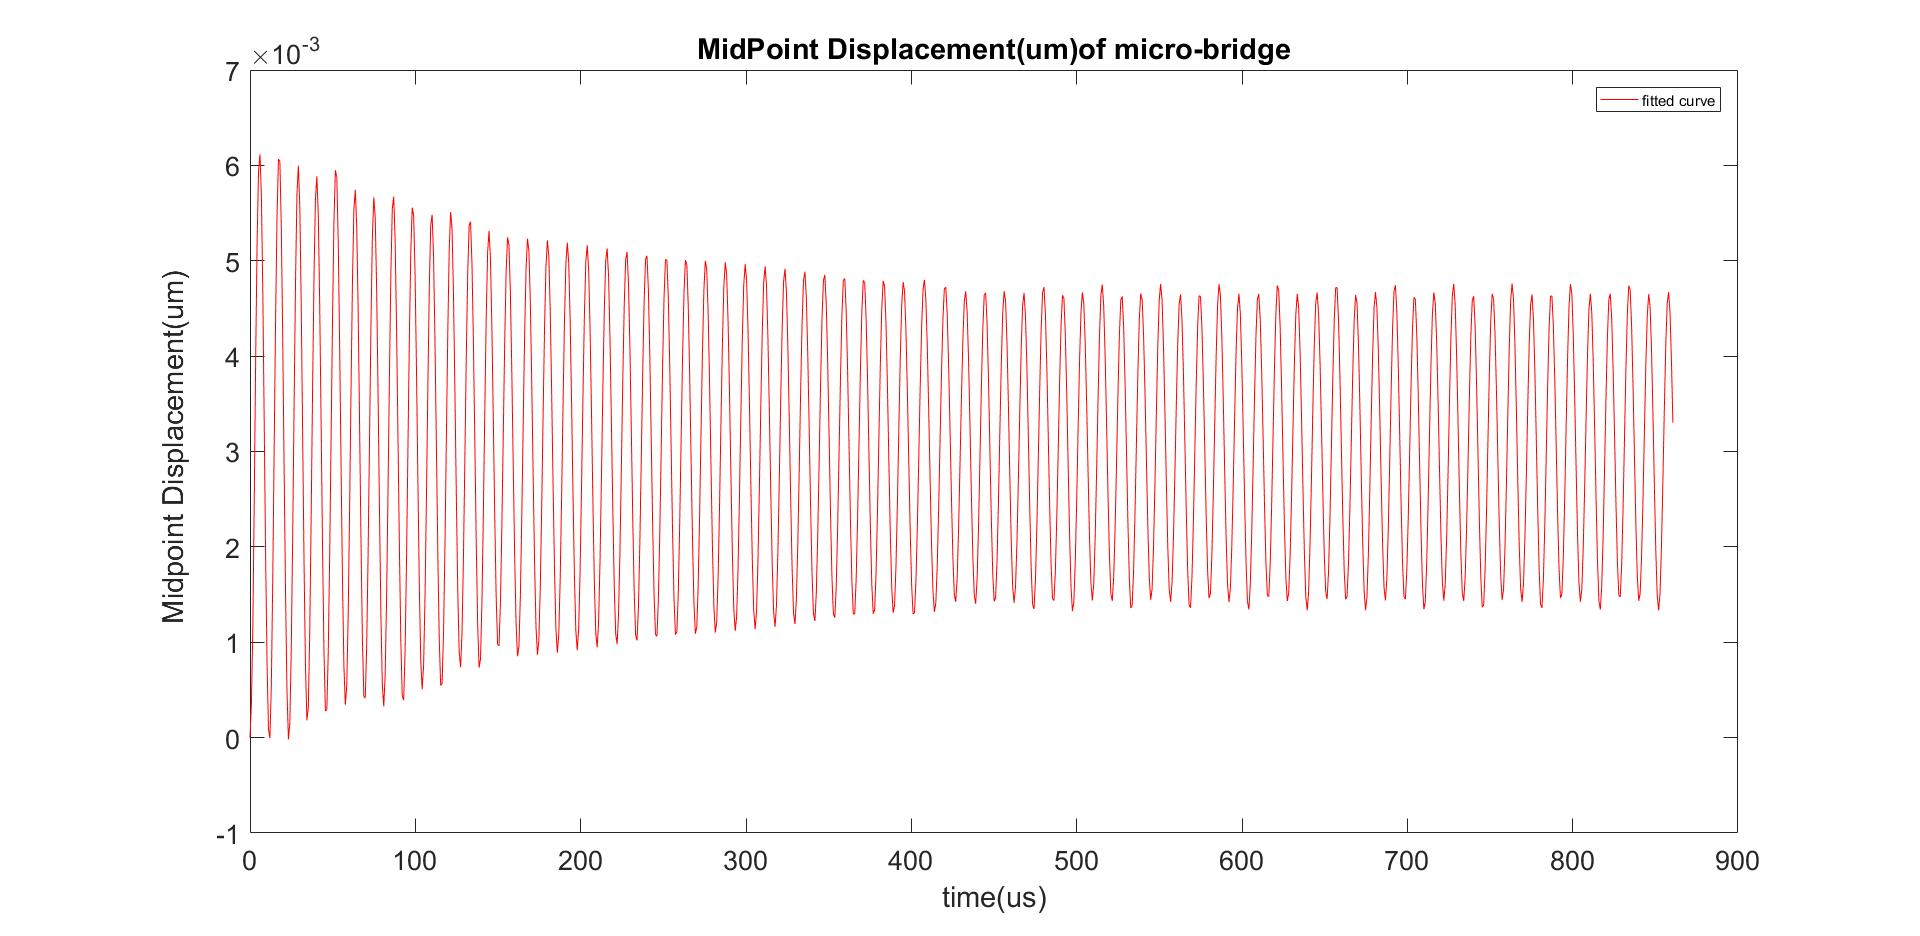 MidPoint Displacement(um)of micro-bridge
×10-3
fitted curve
7
6
5
4
3
2
1
0
-1
Midpoint Displacement(um)
0 100 200 300 400 500 600 700 800 900
time(us)